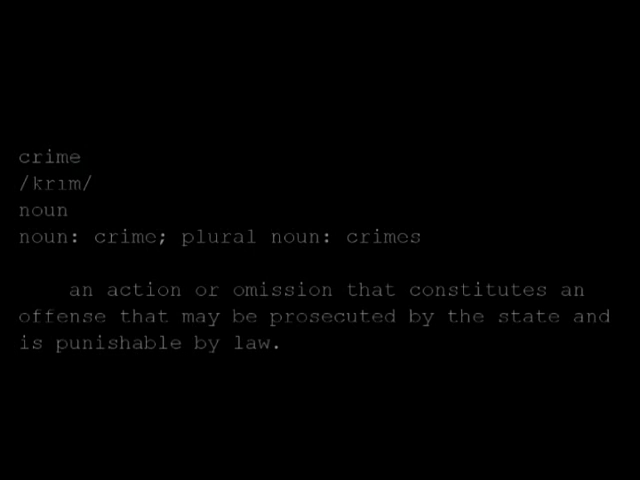 crime
/krɪm/
noun
noun: crime; plural noun: crimes
an action or omission that constitutes an
offense that may be prosecuted by the state and
is punishable by law.